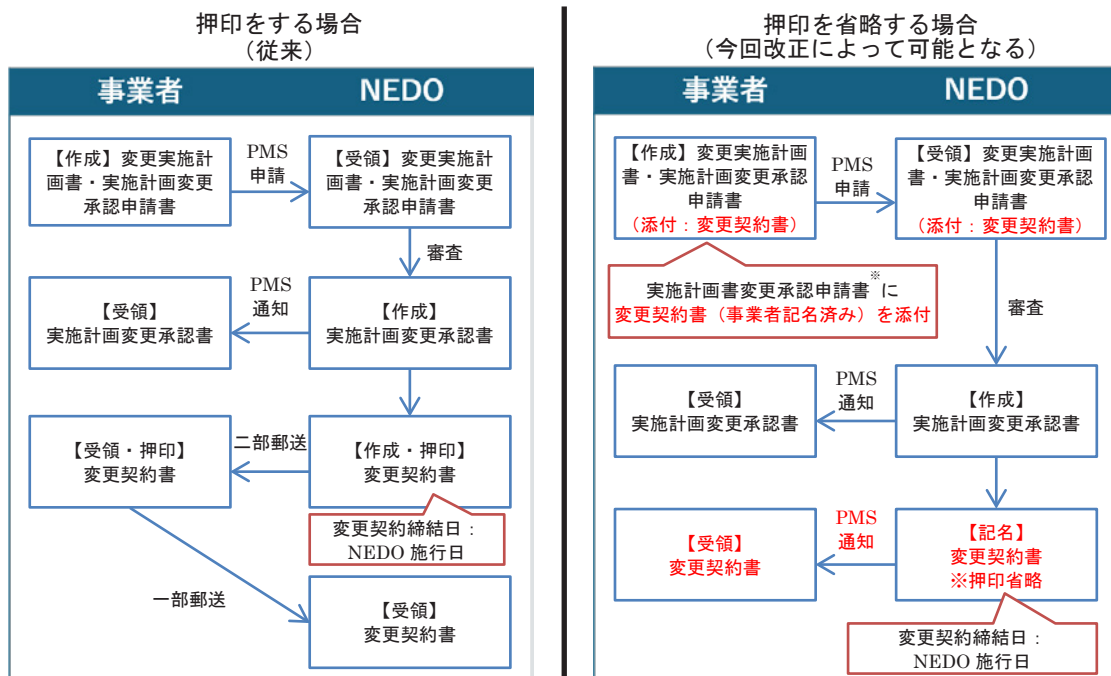 押印をする場合
(従来)
事業者
NEDO
【作成】変更実施計
画書・実施計画変更
承認申請書
PMS
申請
【受領】変更実施計
画書・実施計画変更
承認申請書
審査
【受領】
実施計画変更承認書
PMS
通知
【作成】
実施計画変更承認書
【受領・押印】
変更契約書
二部郵送
【作成・押印】
変更契約書
変更契約締結日：
NEDO 施行日
一部郵送
【受領】
変更契約書
押印を省略する場合
(今回改正によって可能となる)
事業者
NEDO
【作成】変更実施計画
書・実施計画変更承認
申請書
(添付：変更契約書)
PMS
申請
【受領】変更実施計画
書・実施計画変更承認
申請書
(添付：変更契約書)
実施計画書変更承認申請書※に
変更契約書（事業者記名済み）を添付
審査
【受領】
実施計画変更承認書
PMS
通知
【作成】
実施計画変更承認書
【受領】
変更契約書
PMS
通知
【記名】
変更契約書
※押印省略
変更契約締結日：
NEDO 施行日